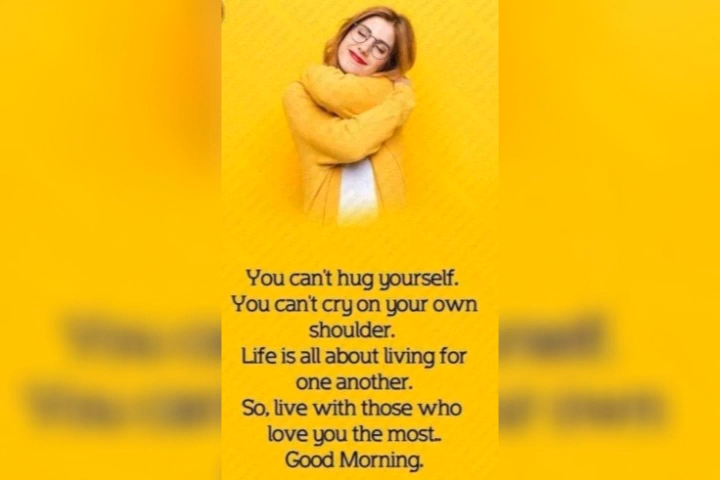 You can't hug yourself.
You can't cry on your own
shoulder.
Life is all about living for
one another.
So, live with those who
love you the most..
Good Morning.